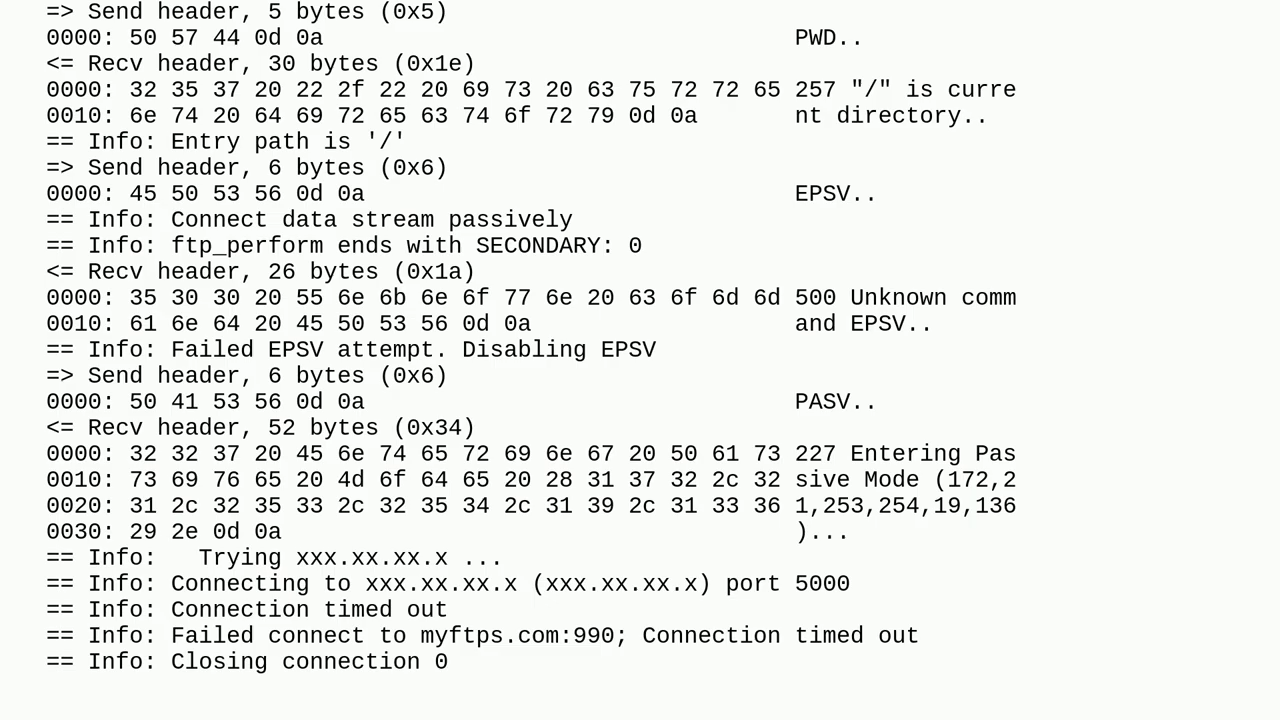 => Send header, 5 bytes (0x5)
0000: 50 57 44 0d 0a                                  PWD..
<= Recv header, 30 bytes (0x1e)
0000: 32 35 37 20 22 2f 22 20 69 73 20 63 75 72 72 65 257 "/" is curre
0010: 6e 74 20 64 69 72 65 63 74 6f 72 79 0d 0a       nt directory..
== Info: Entry path is '/'
=> Send header, 6 bytes (0x6)
0000: 45 50 53 56 0d 0a                               EPSV..
== Info: Connect data stream passively
== Info: ftp_perform ends with SECONDARY: 0
<= Recv header, 26 bytes (0x1a)
0000: 35 30 30 20 55 6e 6b 6e 6f 77 6e 20 63 6f 6d 6d 500 Unknown comm
0010: 61 6e 64 20 45 50 53 56 0d 0a                   and EPSV..
== Info: Failed EPSV attempt. Disabling EPSV
=> Send header, 6 bytes (0x6)
0000: 50 41 53 56 0d 0a                               PASV..
<= Recv header, 52 bytes (0x34)
0000: 32 32 37 20 45 6e 74 65 72 69 6e 67 20 50 61 73 227 Entering Pas
0010: 73 69 76 65 20 4d 6f 64 65 20 28 31 37 32 2c 32 sive Mode (172,2
0020: 31 2c 32 35 33 2c 32 35 34 2c 31 39 2c 31 33 36 1,253,254,19,136
0030: 29 2e 0d 0a                                     )...
== Info:   Trying xxx.xx.xx.x ...
== Info: Connecting to xxx.xx.xx.x (xxx.xx.xx.x) port 5000
== Info: Connection timed out
== Info: Failed connect to myftps.com:990; Connection timed out
== Info: Closing connection 0